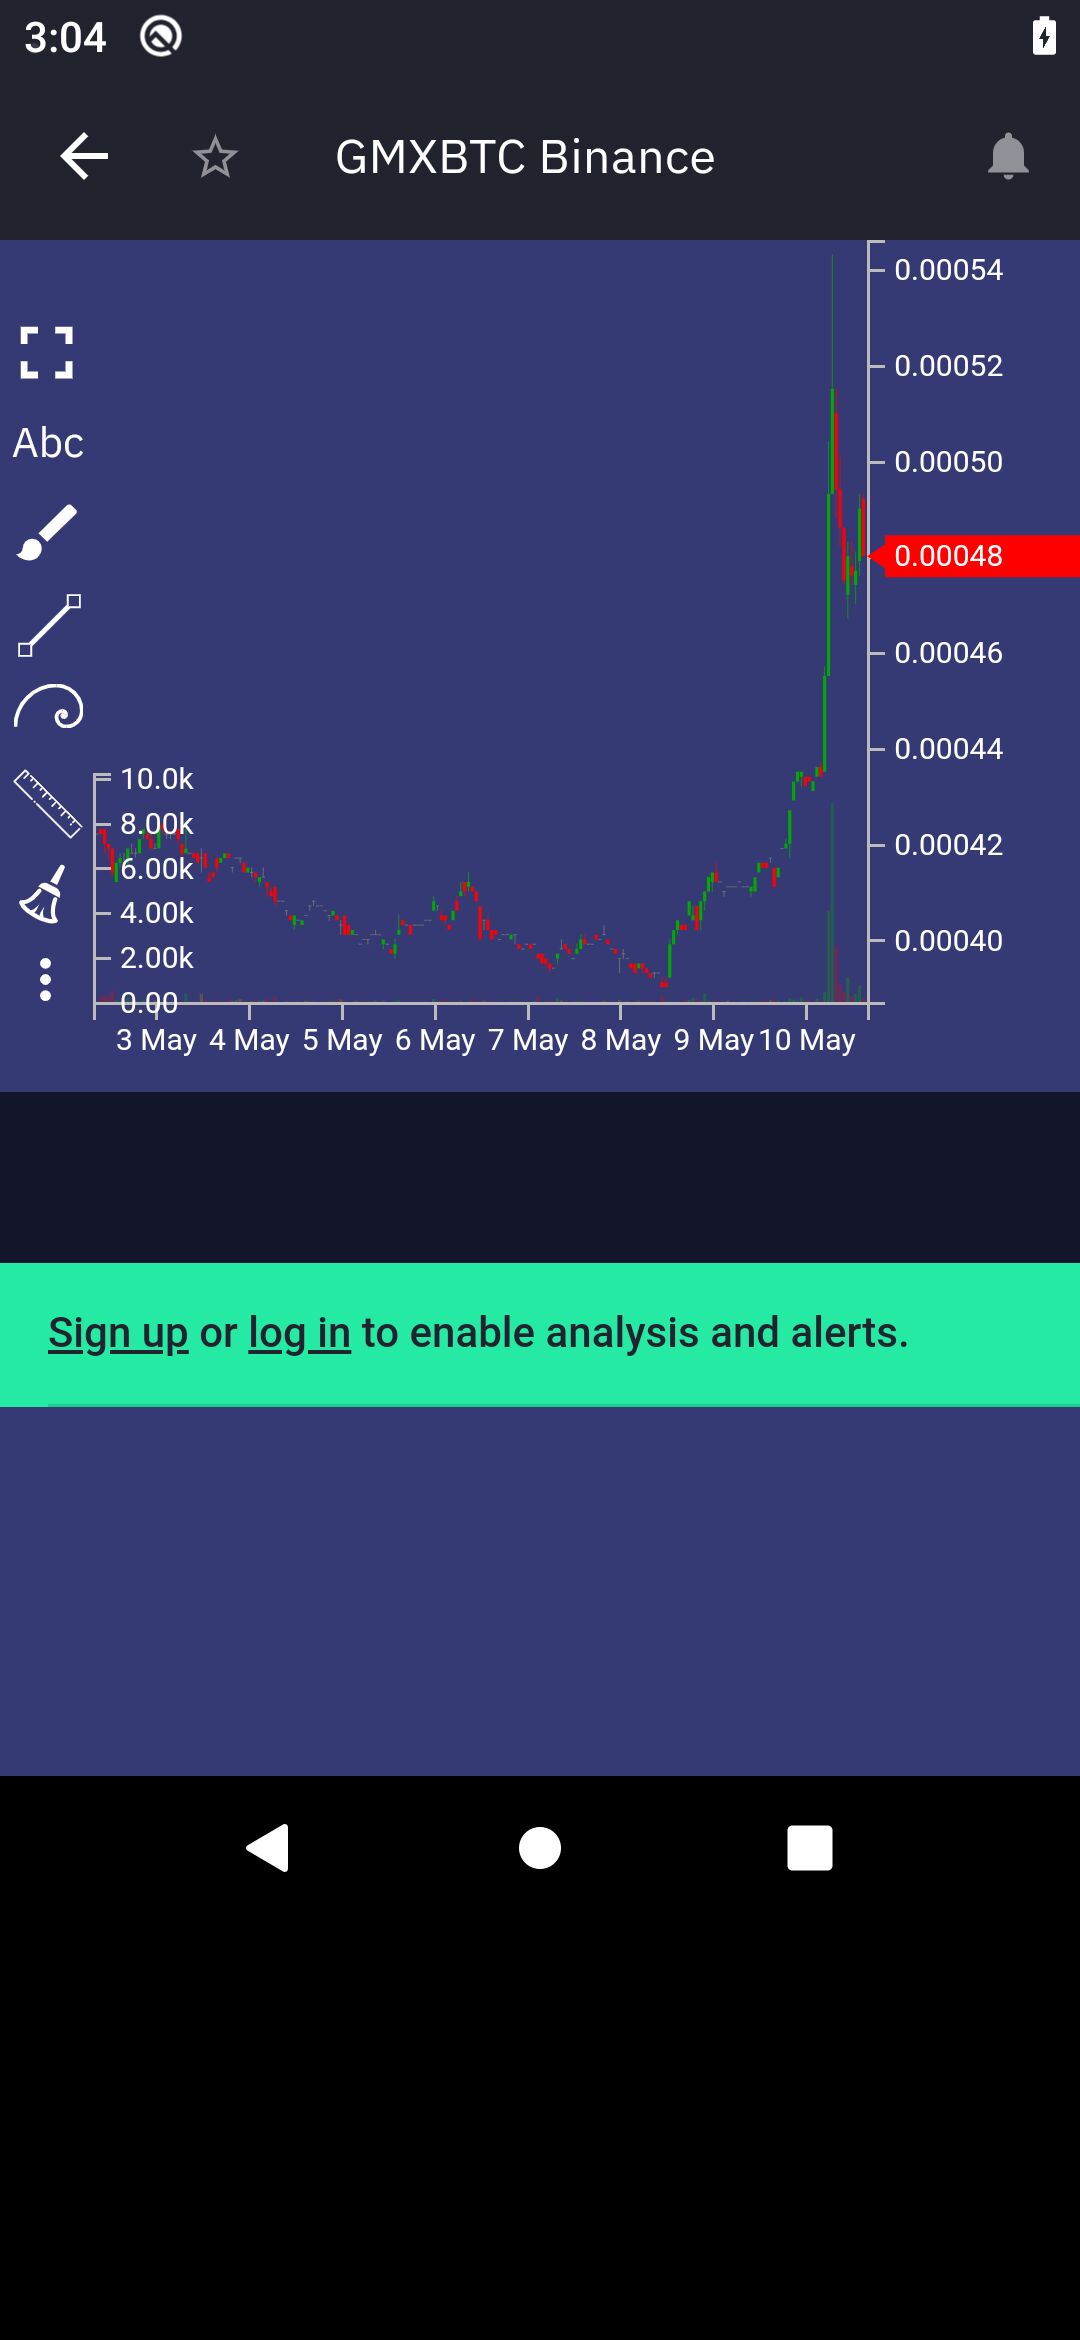 3:04
GMXBTC Binance
0.00054
0.00052
0.00050
0.00048
0.00046
0.00044
0.00042
0.00040
Abc
10.0k
8.00k
6.00k
4.00k
2.00k
0.00
3 May 4 May 5 May 6 May 7 May 8 May 9 May 10 May
Sign up or log in to enable analysis and alerts.